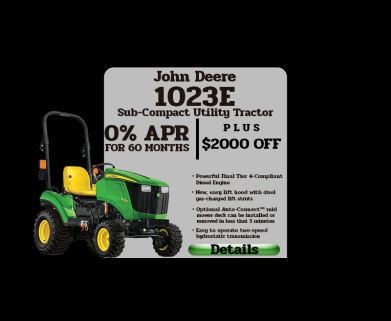 John Deere
1023E
Sub-Compact Utility Tractor
0% APR
FOR 60 MONTHS
PLUS
$2000 OFF
• Powerful Final Tier 4-Compliant
Diesel Engine
• New, easy lift hood with duel
gas-charged lift struts
• Optional Auto-Connect™ mid
mower deck can be installed or
removed in less that 5 minutes
• Easy to operate two-speed
hydrostatic transmission
Details